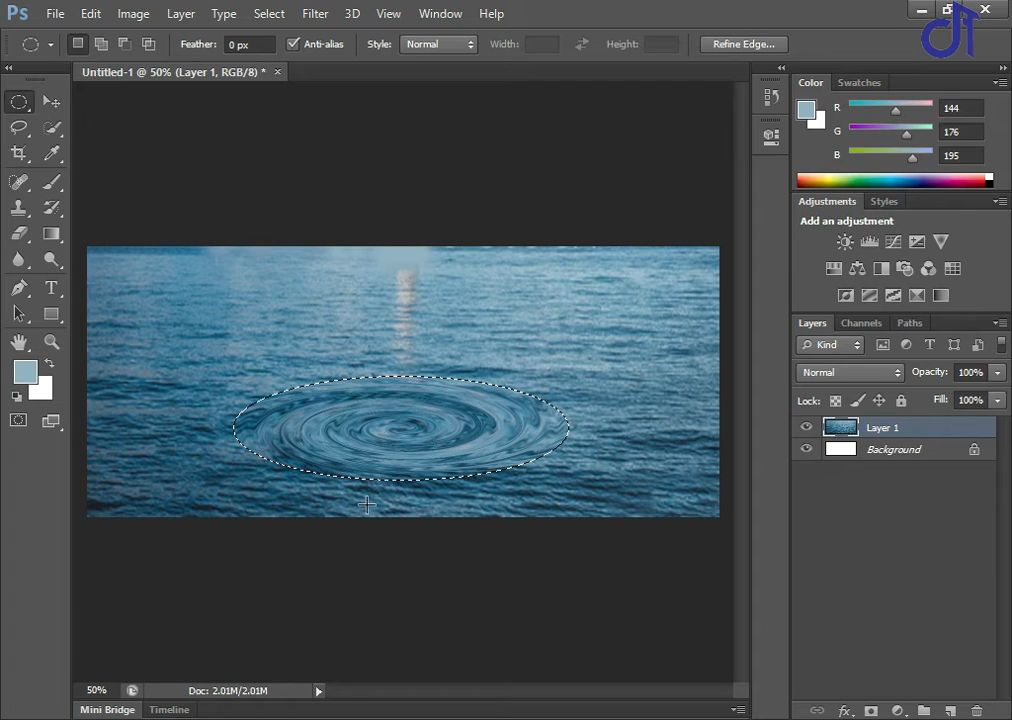 Ps File Edit Image Layer Type Select Filter 3D View Window Help
Feather: 0 px Anti-alias Style: Normal Width: Height: Refine Edge...
Untitled-1 @ 50% (Layer 1, RGB/8) * ×
Color Swatches
R 144
G 176
B 195
Adjustments Styles
Add an adjustment
Layers Channels Paths
Kind T
Normal Opacity: 100%
Lock: Fill: 100%
Layer 1
Background
fx
T
50% Doc: 2.01M/2.01M
Mini Bridge Timeline